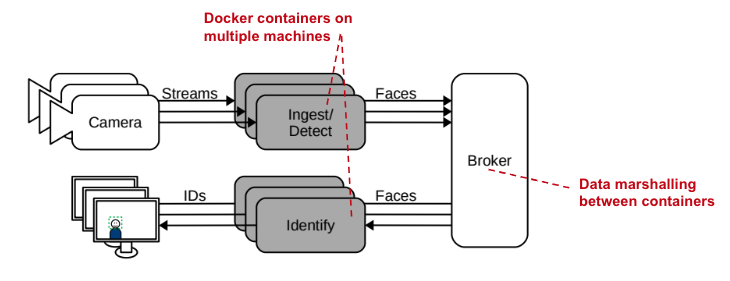 Docker containers on
multiple machines
Streams
Faces
Camera
Ingest/
Detect
Broker
IDs
Faces
Identify
Data marshalling
between containers